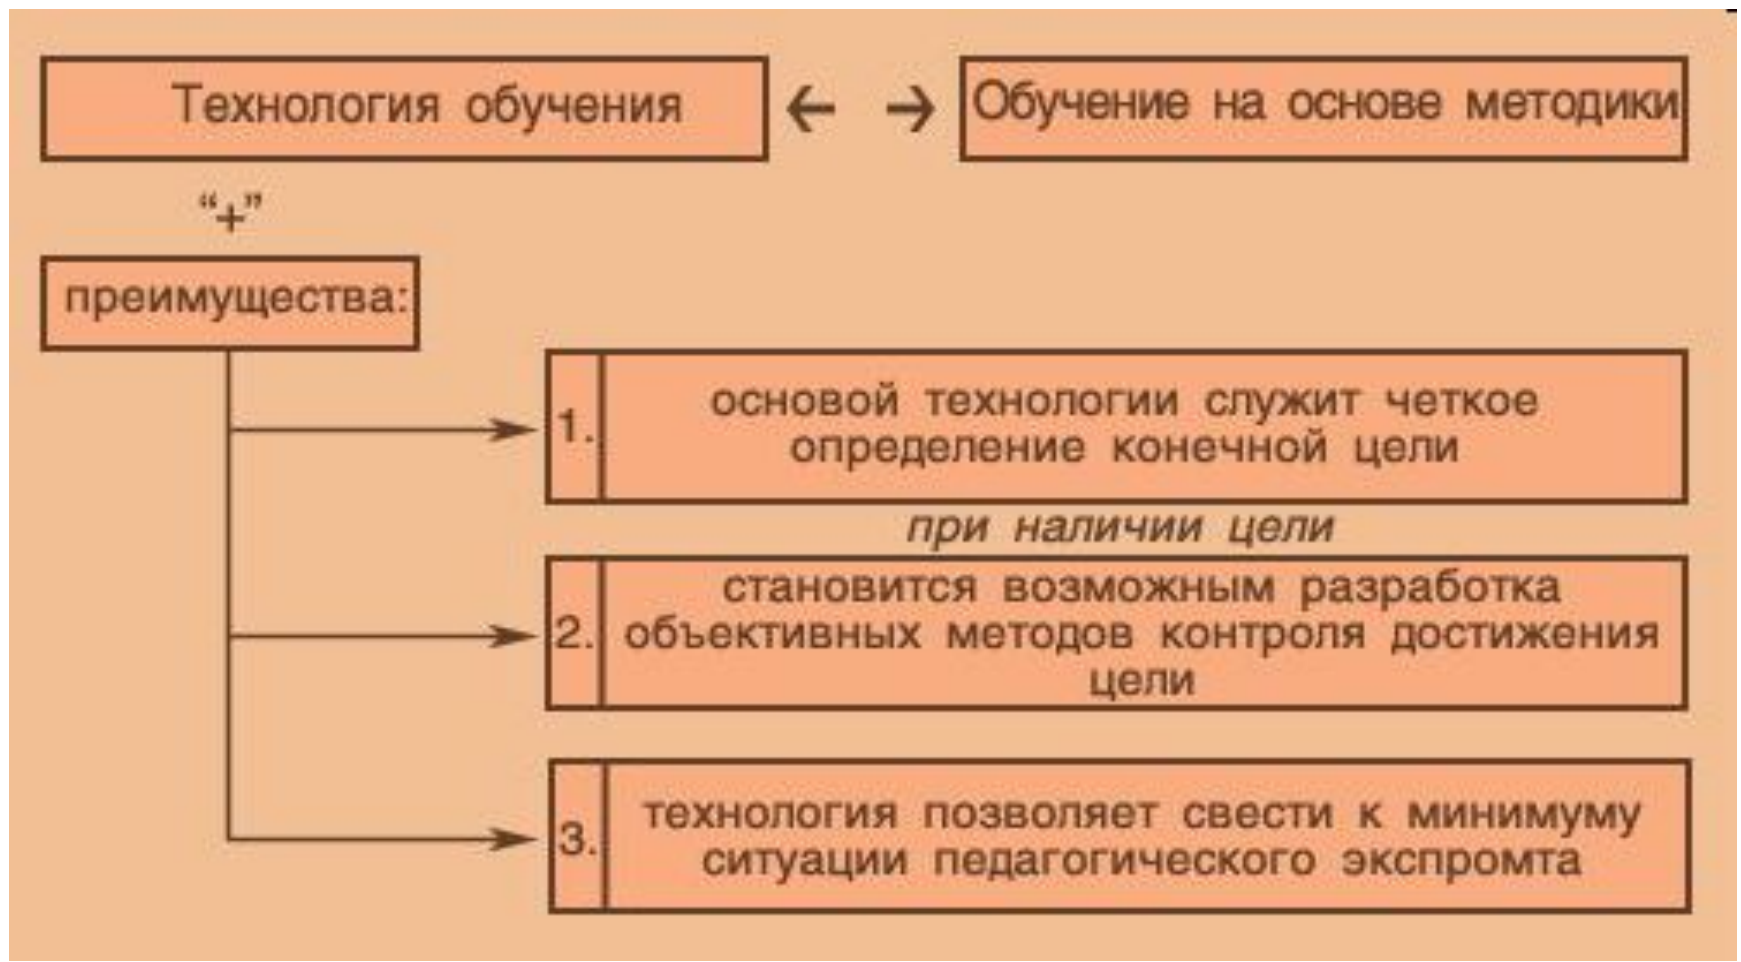 Технология обучения
← →
Обучение на основе методики
“+”
преимущества:
1.
основой технологии служит четкое
определение конечной цели
при наличии цели
2.
становится возможным разработка
объективных методов контроля достижения
цели
3.
технология позволяет свести к минимуму
ситуации педагогического экспромта